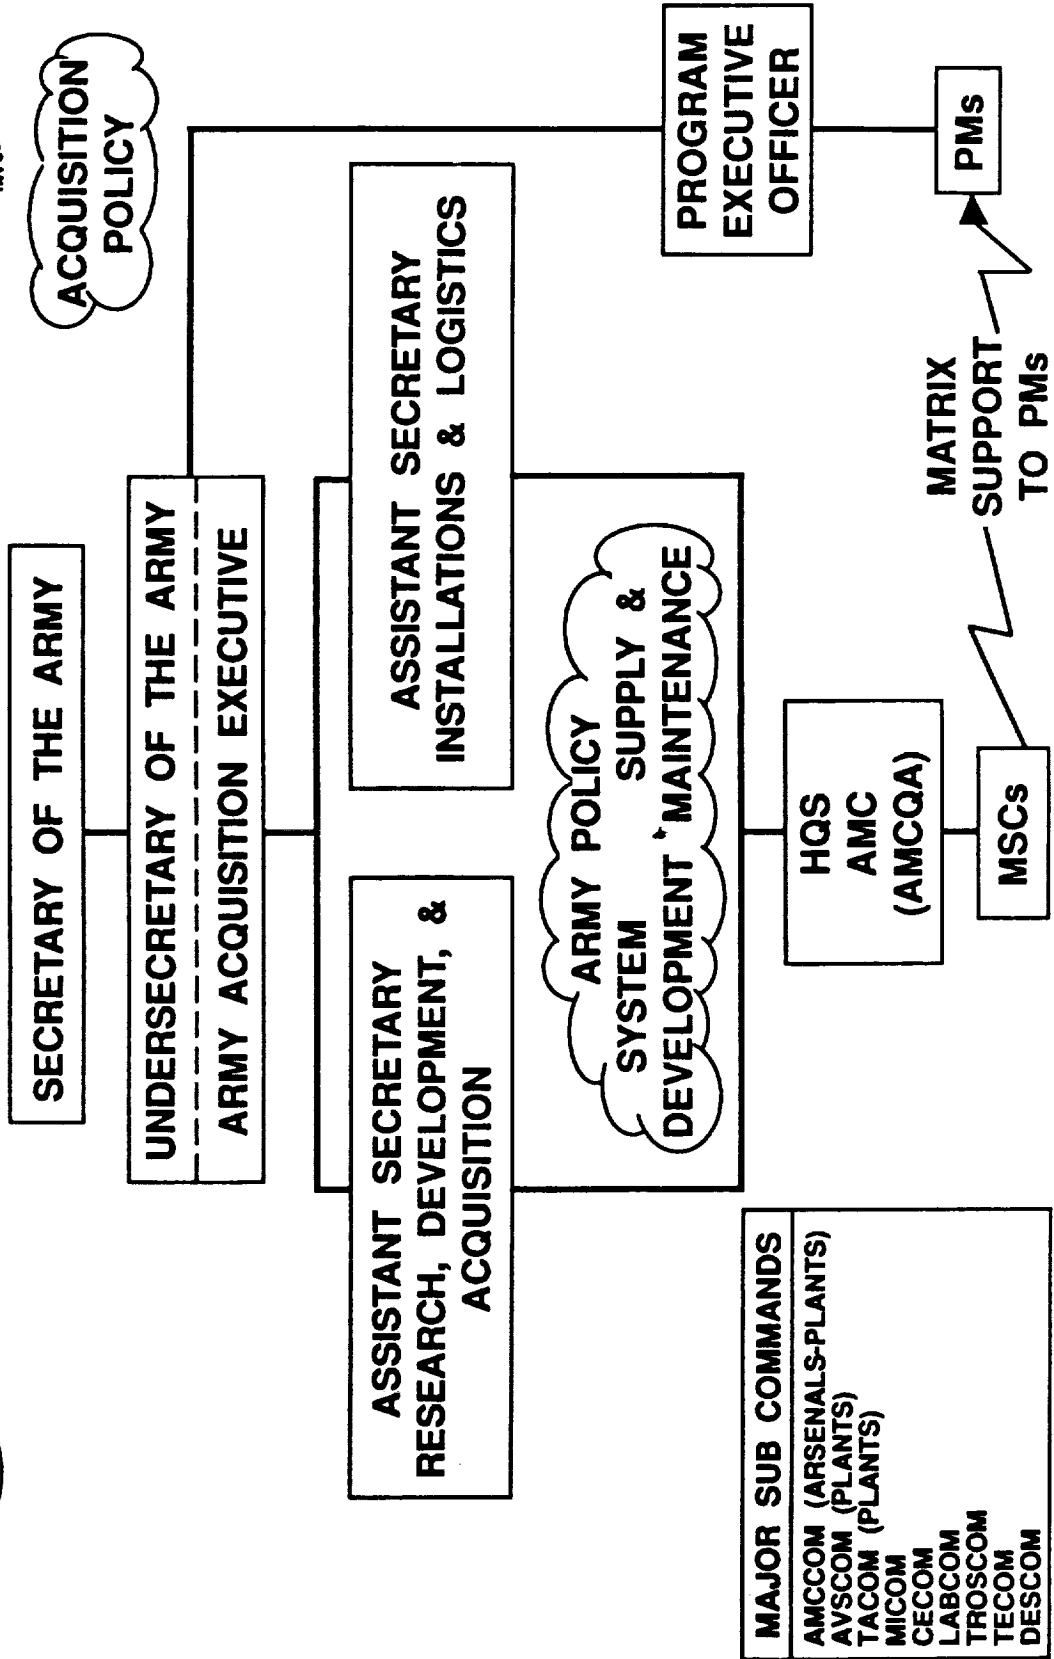 ACQUISITION
POLICY
SECRETARY OF THE ARMY
UNDERSECRETARY OF THE ARMY
ARMY ACQUISITION EXECUTIVE
ASSISTANT SECRETARY
RESEARCH, DEVELOPMENT, &
ACQUISITION
ASSISTANT SECRETARY
INSTALLATIONS & LOGISTICS
ARMY POLICY
SYSTEM SUPPLY &
DEVELOPMENT MAINTENANCE
PROGRAM
EXECUTIVE
OFFICER
HQS
AMC
(AMCQA)
MSCs
MATRIX
SUPPORT
TO PMs
PMs
MAJOR SUB COMMANDS
AMCCOM (ARSENALS-PLANTS)
AVSCOM (PLANTS)
TACOM (PLANTS)
MICOM
CECOM
LABCOM
TROSCOM
TECOM
DESCOM